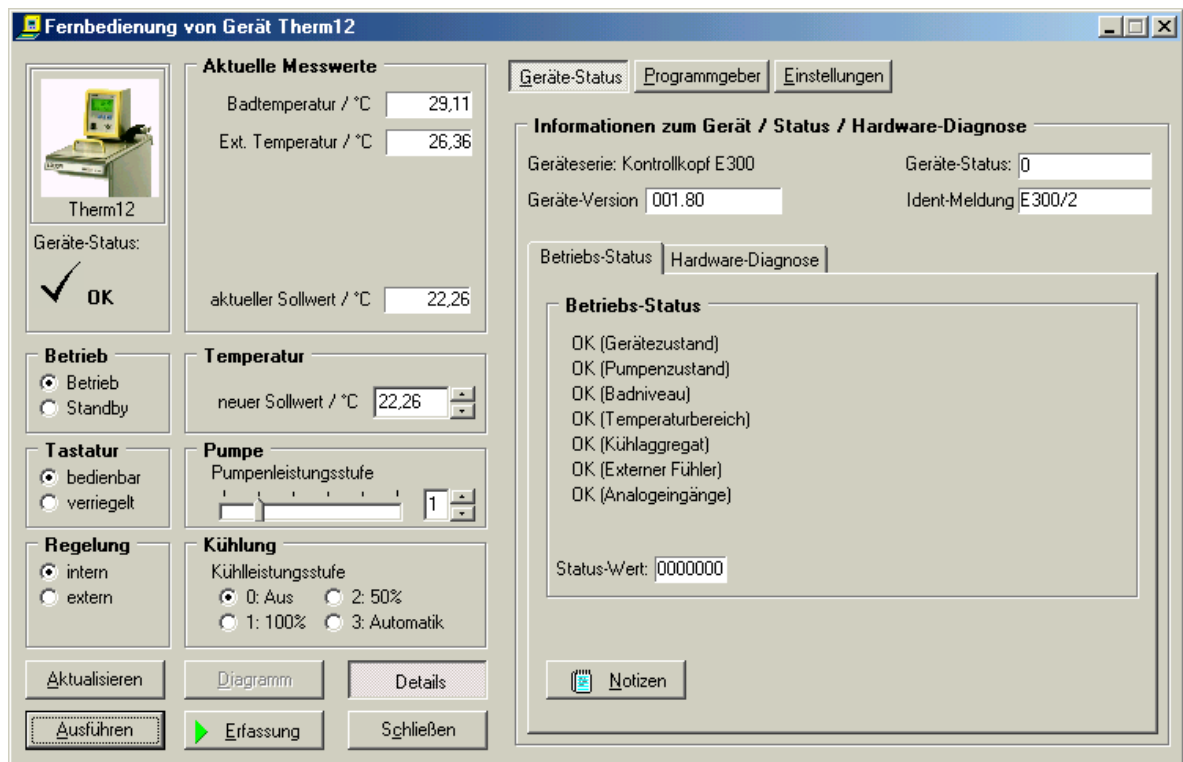 Fernbedienung von Gerät Therm12
Therm12
Geräte-Status:
OK
Aktuelle Messwerte
Badtemperatur / °C 29,11
Ext. Temperatur / °C 26,36
aktueller Sollwert / °C 22,26
Betrieb
Betrieb
Standby
Temperatur
neuer Sollwert / °C 22,26
Tastatur
bedienbar
verriegelt
Pumpe
Pumpenleistungsstufe
1
Regelung
intern
extern
Kühlung
Kühlleistungsstufe
0: Aus 2: 50%
1: 100% 3: Automatik
Aktualisieren Diagramm Details
Ausführen Erfassung Schließen
Geräte-Status Programmgeber Einstellungen
Informationen zum Gerät / Status / Hardware-Diagnose
Geräteserie: Kontrollkopf E300 Geräte-Status: 0
Geräte-Version 001.80 Ident-Meldung E300/2
Betriebs-Status Hardware-Diagnose
Betriebs-Status
OK (Gerätezustand)
OK (Pumpenzustand)
OK (Badniveau)
OK (Temperaturbereich)
OK (Kühlaggregat)
OK (Externer Fühler)
OK (Analogeingänge)
Status-Wert: 0000000
Notizen